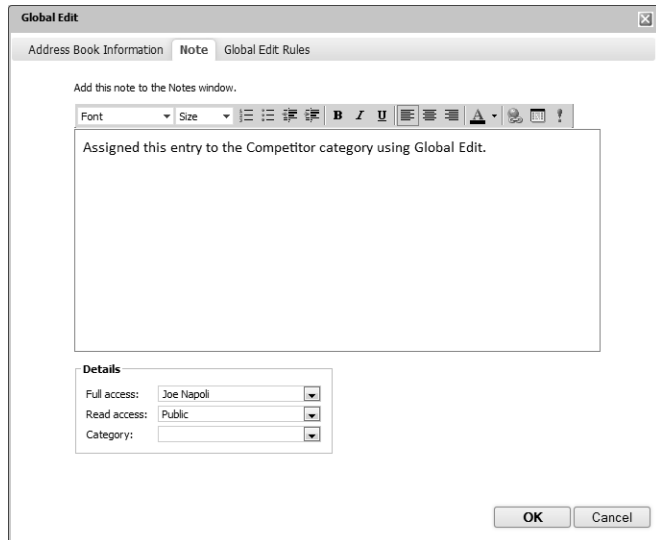 Global Edit
Address Book Information Note Global Edit Rules
Add this note to the Notes window.
Font Size B I U A !
Assigned this entry to the Competitor category using Global Edit.
Details
Full access: Joe Napoli
Read access: Public
Category:
OK Cancel